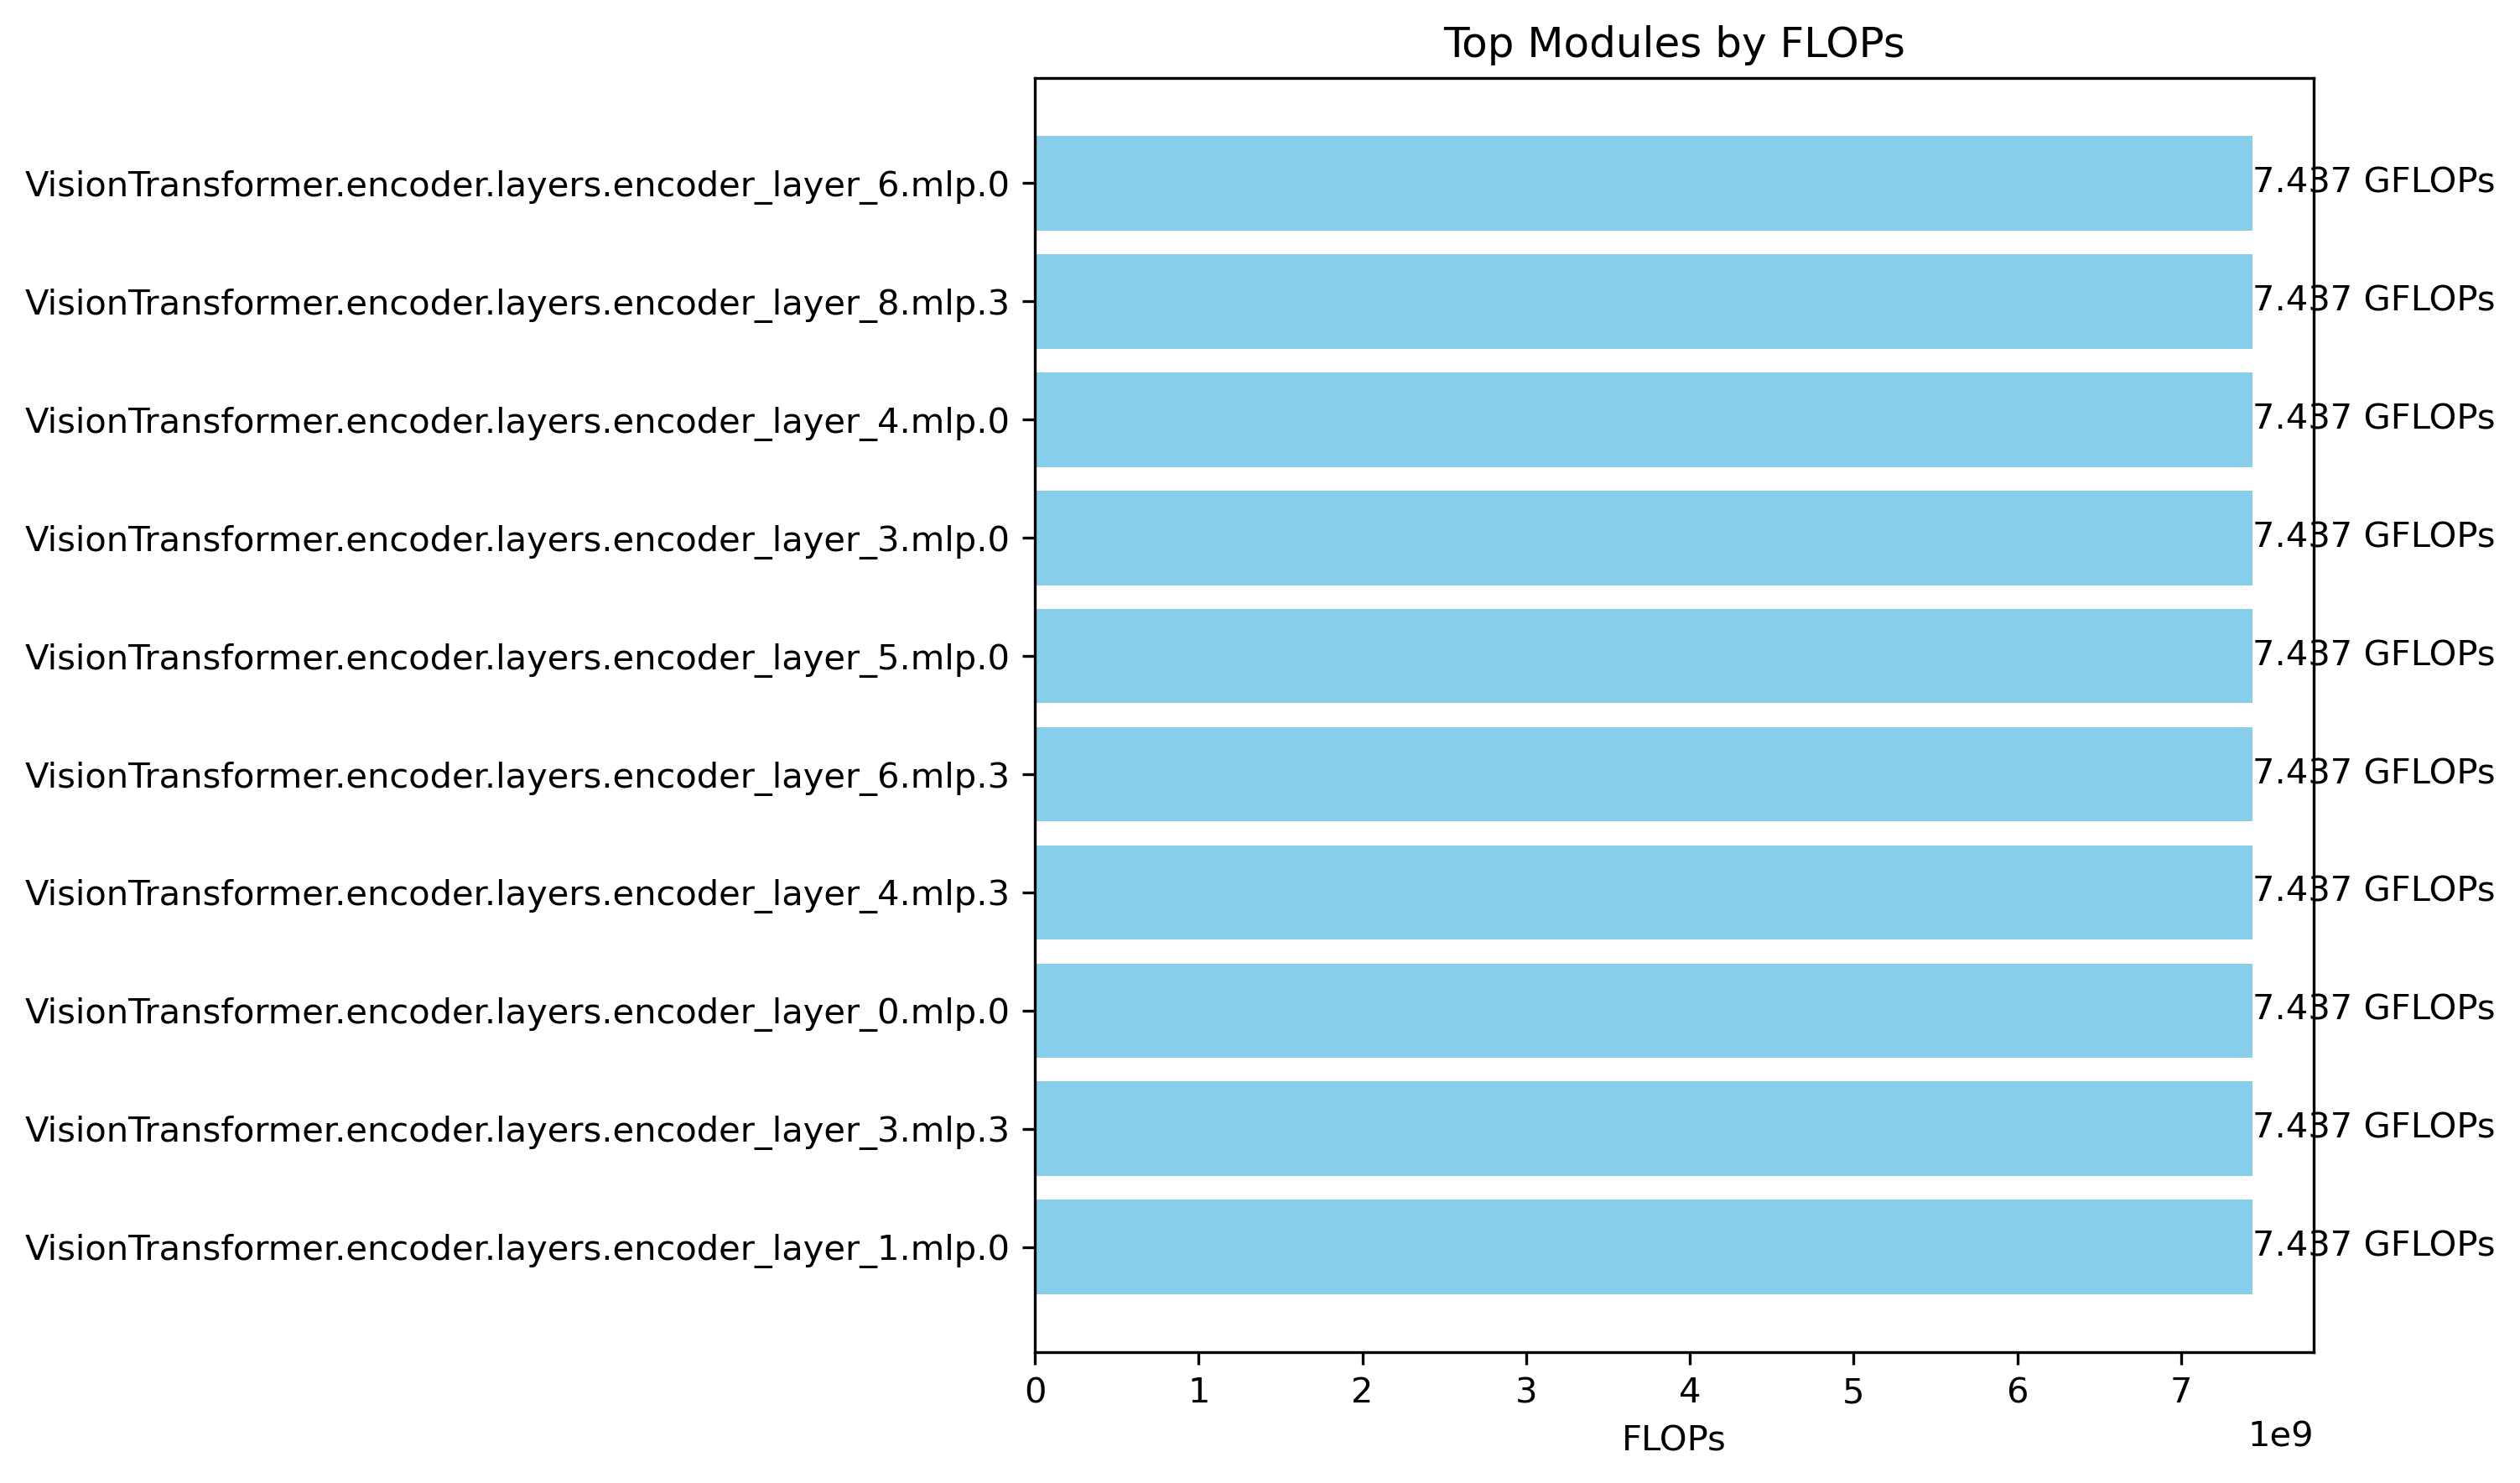 Top Modules by FLOPs
VisionTransformer.encoder.layers.encoder_layer_6.mlp.0 7.437 GFLOPs
VisionTransformer.encoder.layers.encoder_layer_8.mlp.3 7.437 GFLOPs
VisionTransformer.encoder.layers.encoder_layer_4.mlp.0 7.437 GFLOPs
VisionTransformer.encoder.layers.encoder_layer_3.mlp.0 7.437 GFLOPs
VisionTransformer.encoder.layers.encoder_layer_5.mlp.0 7.437 GFLOPs
VisionTransformer.encoder.layers.encoder_layer_6.mlp.3 7.437 GFLOPs
VisionTransformer.encoder.layers.encoder_layer_4.mlp.3 7.437 GFLOPs
VisionTransformer.encoder.layers.encoder_layer_0.mlp.0 7.437 GFLOPs
VisionTransformer.encoder.layers.encoder_layer_3.mlp.3 7.437 GFLOPs
VisionTransformer.encoder.layers.encoder_layer_1.mlp.0 7.437 GFLOPs
0 1 2 3 4 5 6 7
FLOPs 1e9